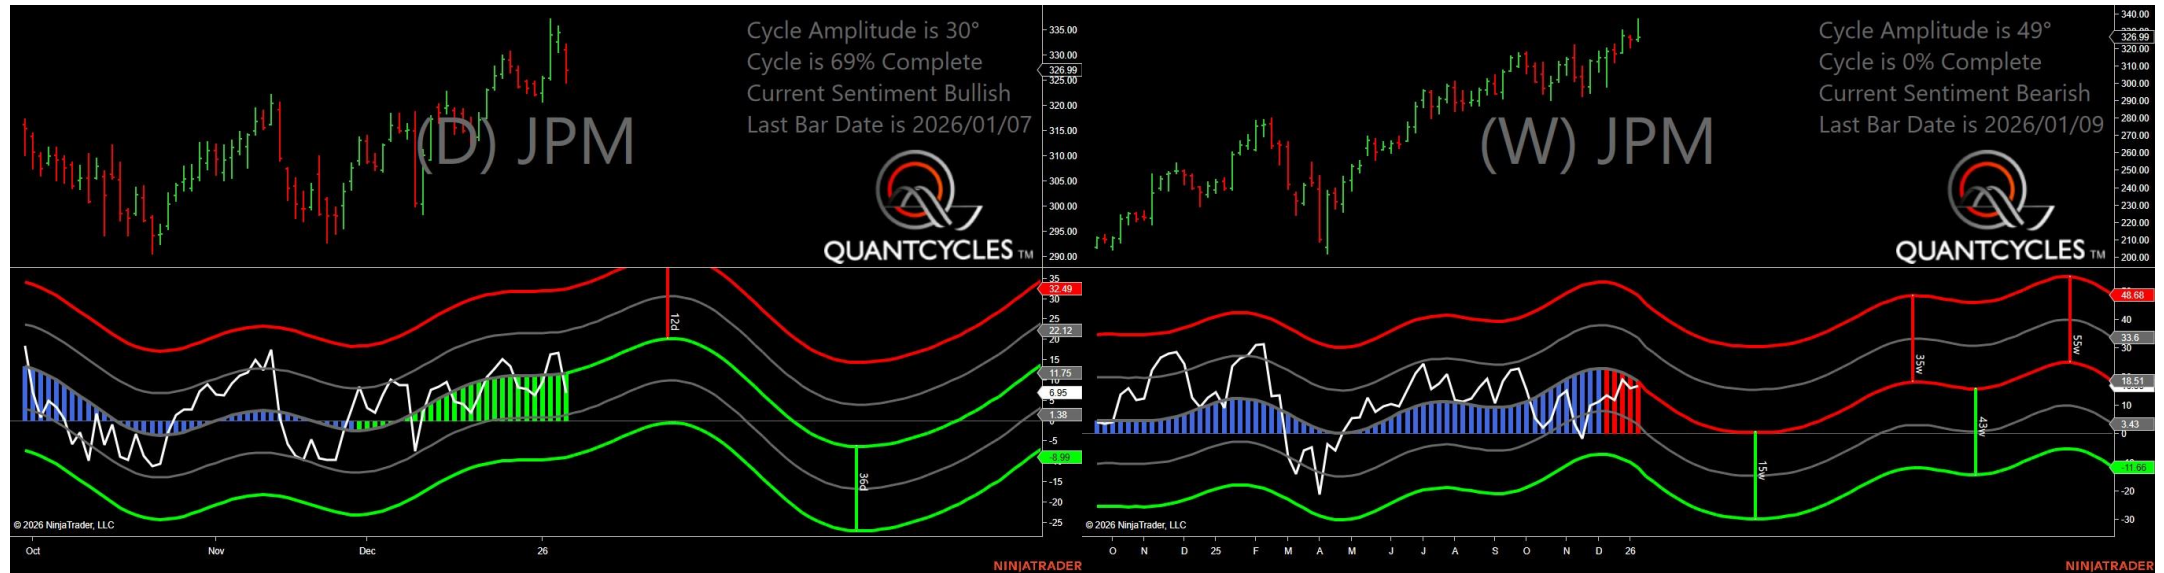 Cycle Amplitude is 30°
Cycle is 69% Complete
Current Sentiment Bullish
Last Bar Date is 2026/01/07
(D) JPM
QUANTCYCLES TM
335.00
330.00
326.99
325.00
320.00
315.00
310.00
305.00
300.00
295.00
290.00
35
32.49
30
25
22.12
20
15
11.75
10
6.95
5
1.38
-5
-8.99
-15
-20
-25
12d
36d
© 2026 NinjaTrader, LLC
Oct Nov Dec 26
NINJATRADER
Cycle Amplitude is 49°
Cycle is 0% Complete
Current Sentiment Bearish
Last Bar Date is 2026/01/09
(W) JPM
QUANTCYCLES TM
340.00
326.99
320.00
310.00
300.00
290.00
280.00
270.00
260.00
250.00
240.00
230.00
220.00
210.00
200.00
48.68
40
33.6
30
18.51
10
3.43
0
-11.66
-20
-30
15w
35w
43w
55w
© 2026 NinjaTrader, LLC
O N D 25 F M A M J J A S O N D 26
NINJATRADER